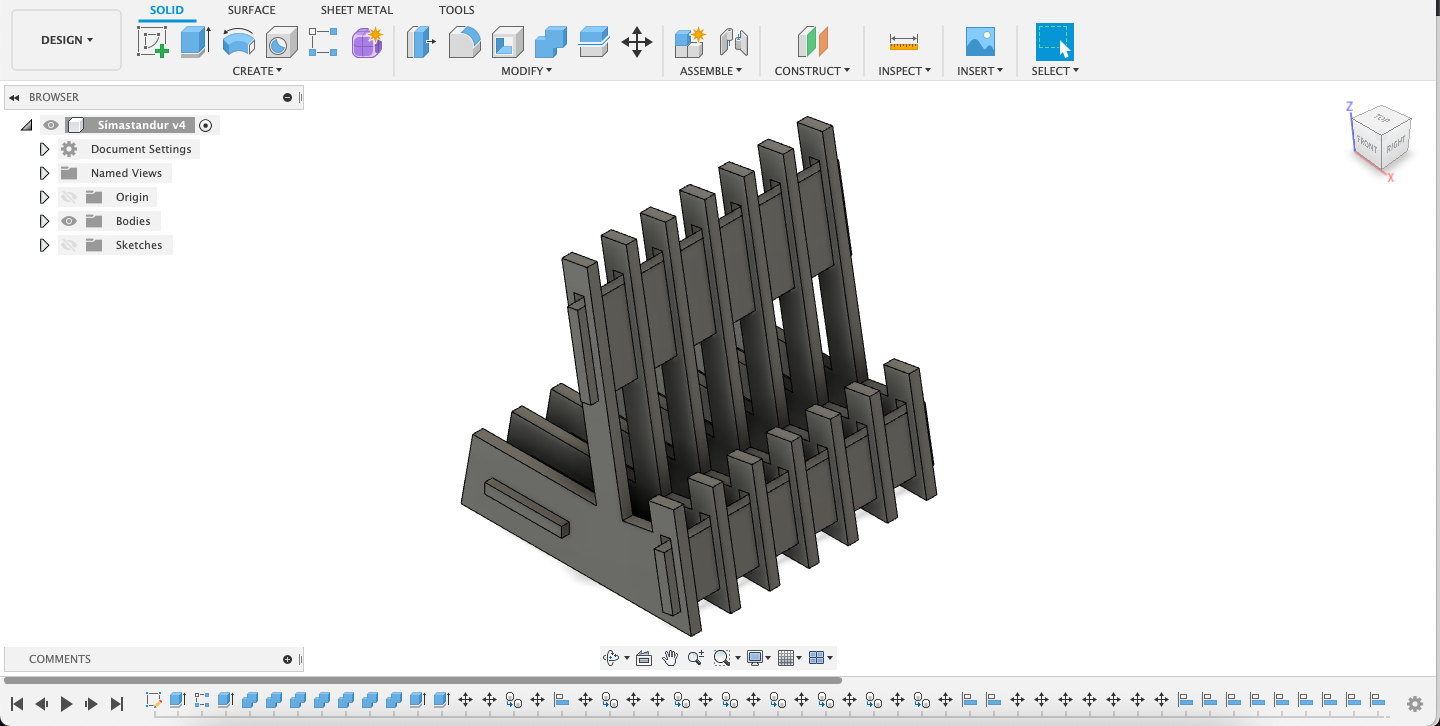 SOLID SURFACE SHEET METAL TOOLS
DESIGN
CREATE MODIFY ASSEMBLE CONSTRUCT INSPECT INSERT SELECT
BROWSER
Símastandur v4
Document Settings
Named Views
Origin
Bodies
Sketches
Z
TOP
FRONT
RIGHT
X
COMMENTS